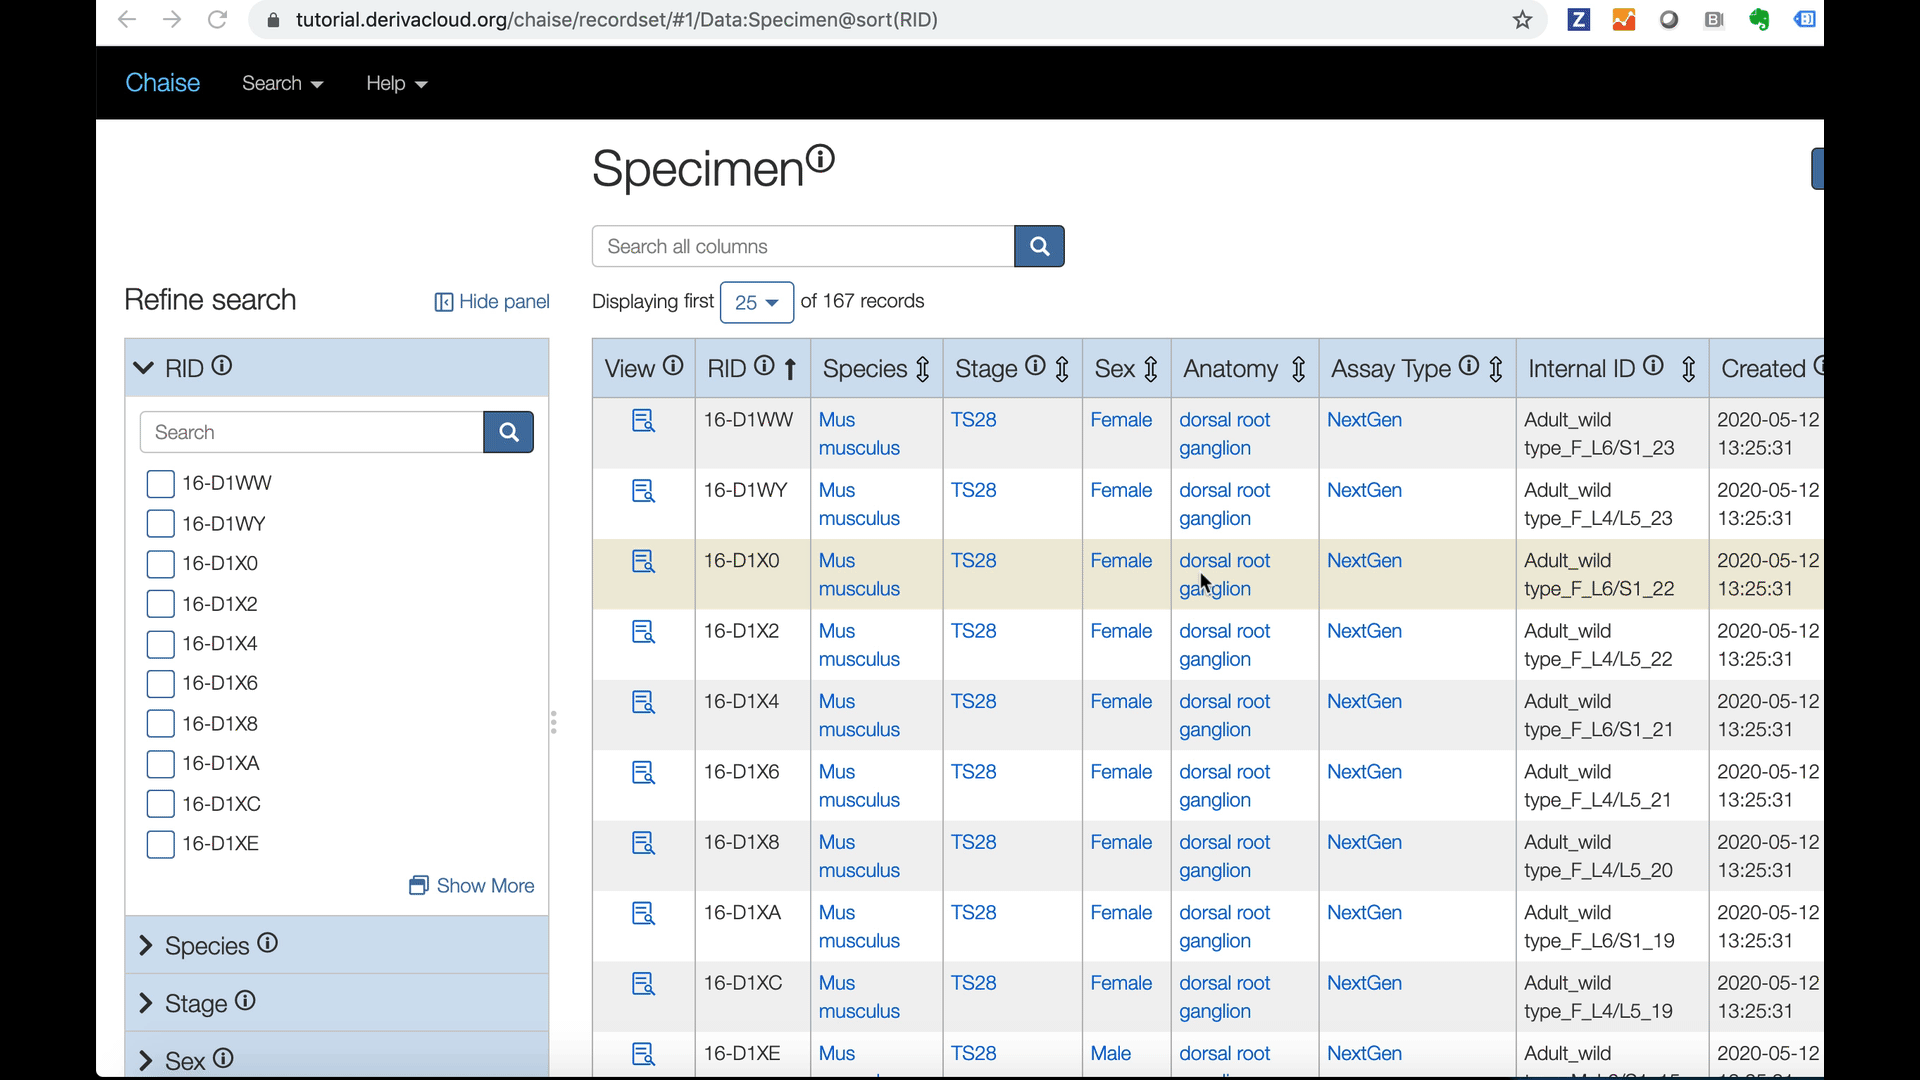 tutorial.derivacloud.org/chaise/recordset/#1/Data:Specimen@sort(RID)
Chaise Search Help
Specimen
Search all columns
Refine search Hide panel
Displaying first 25 of 167 records
RID
Search
16-D1WW
16-D1WY
16-D1X0
16-D1X2
16-D1X4
16-D1X6
16-D1X8
16-D1XA
16-D1XC
16-D1XE
Show More
Species
Stage
Sex
View RID Species Stage Sex Anatomy Assay Type Internal ID Created
16-D1WW Mus TS28 Female dorsal root NextGen Adult_wild 2020-05-12
musculus ganglion type_F_L6/S1_23 13:25:31
16-D1WY Mus TS28 Female dorsal root NextGen Adult_wild 2020-05-12
musculus ganglion type_F_L4/L5_23 13:25:31
16-D1X0 Mus TS28 Female dorsal root NextGen Adult_wild 2020-05-12
musculus ganglion type_F_L6/S1_22 13:25:31
16-D1X2 Mus TS28 Female dorsal root NextGen Adult_wild 2020-05-12
musculus ganglion type_F_L4/L5_22 13:25:31
16-D1X4 Mus TS28 Female dorsal root NextGen Adult_wild 2020-05-12
musculus ganglion type_F_L6/S1_21 13:25:31
16-D1X6 Mus TS28 Female dorsal root NextGen Adult_wild 2020-05-12
musculus ganglion type_F_L4/L5_21 13:25:31
16-D1X8 Mus TS28 Female dorsal root NextGen Adult_wild 2020-05-12
musculus ganglion type_F_L4/L5_20 13:25:31
16-D1XA Mus TS28 Female dorsal root NextGen Adult_wild 2020-05-12
musculus ganglion type_F_L6/S1_19 13:25:31
16-D1XC Mus TS28 Female dorsal root NextGen Adult_wild 2020-05-12
musculus ganglion type_F_L4/L5_19 13:25:31
16-D1XE Mus TS28 Male dorsal root NextGen Adult_wild 2020-05-12